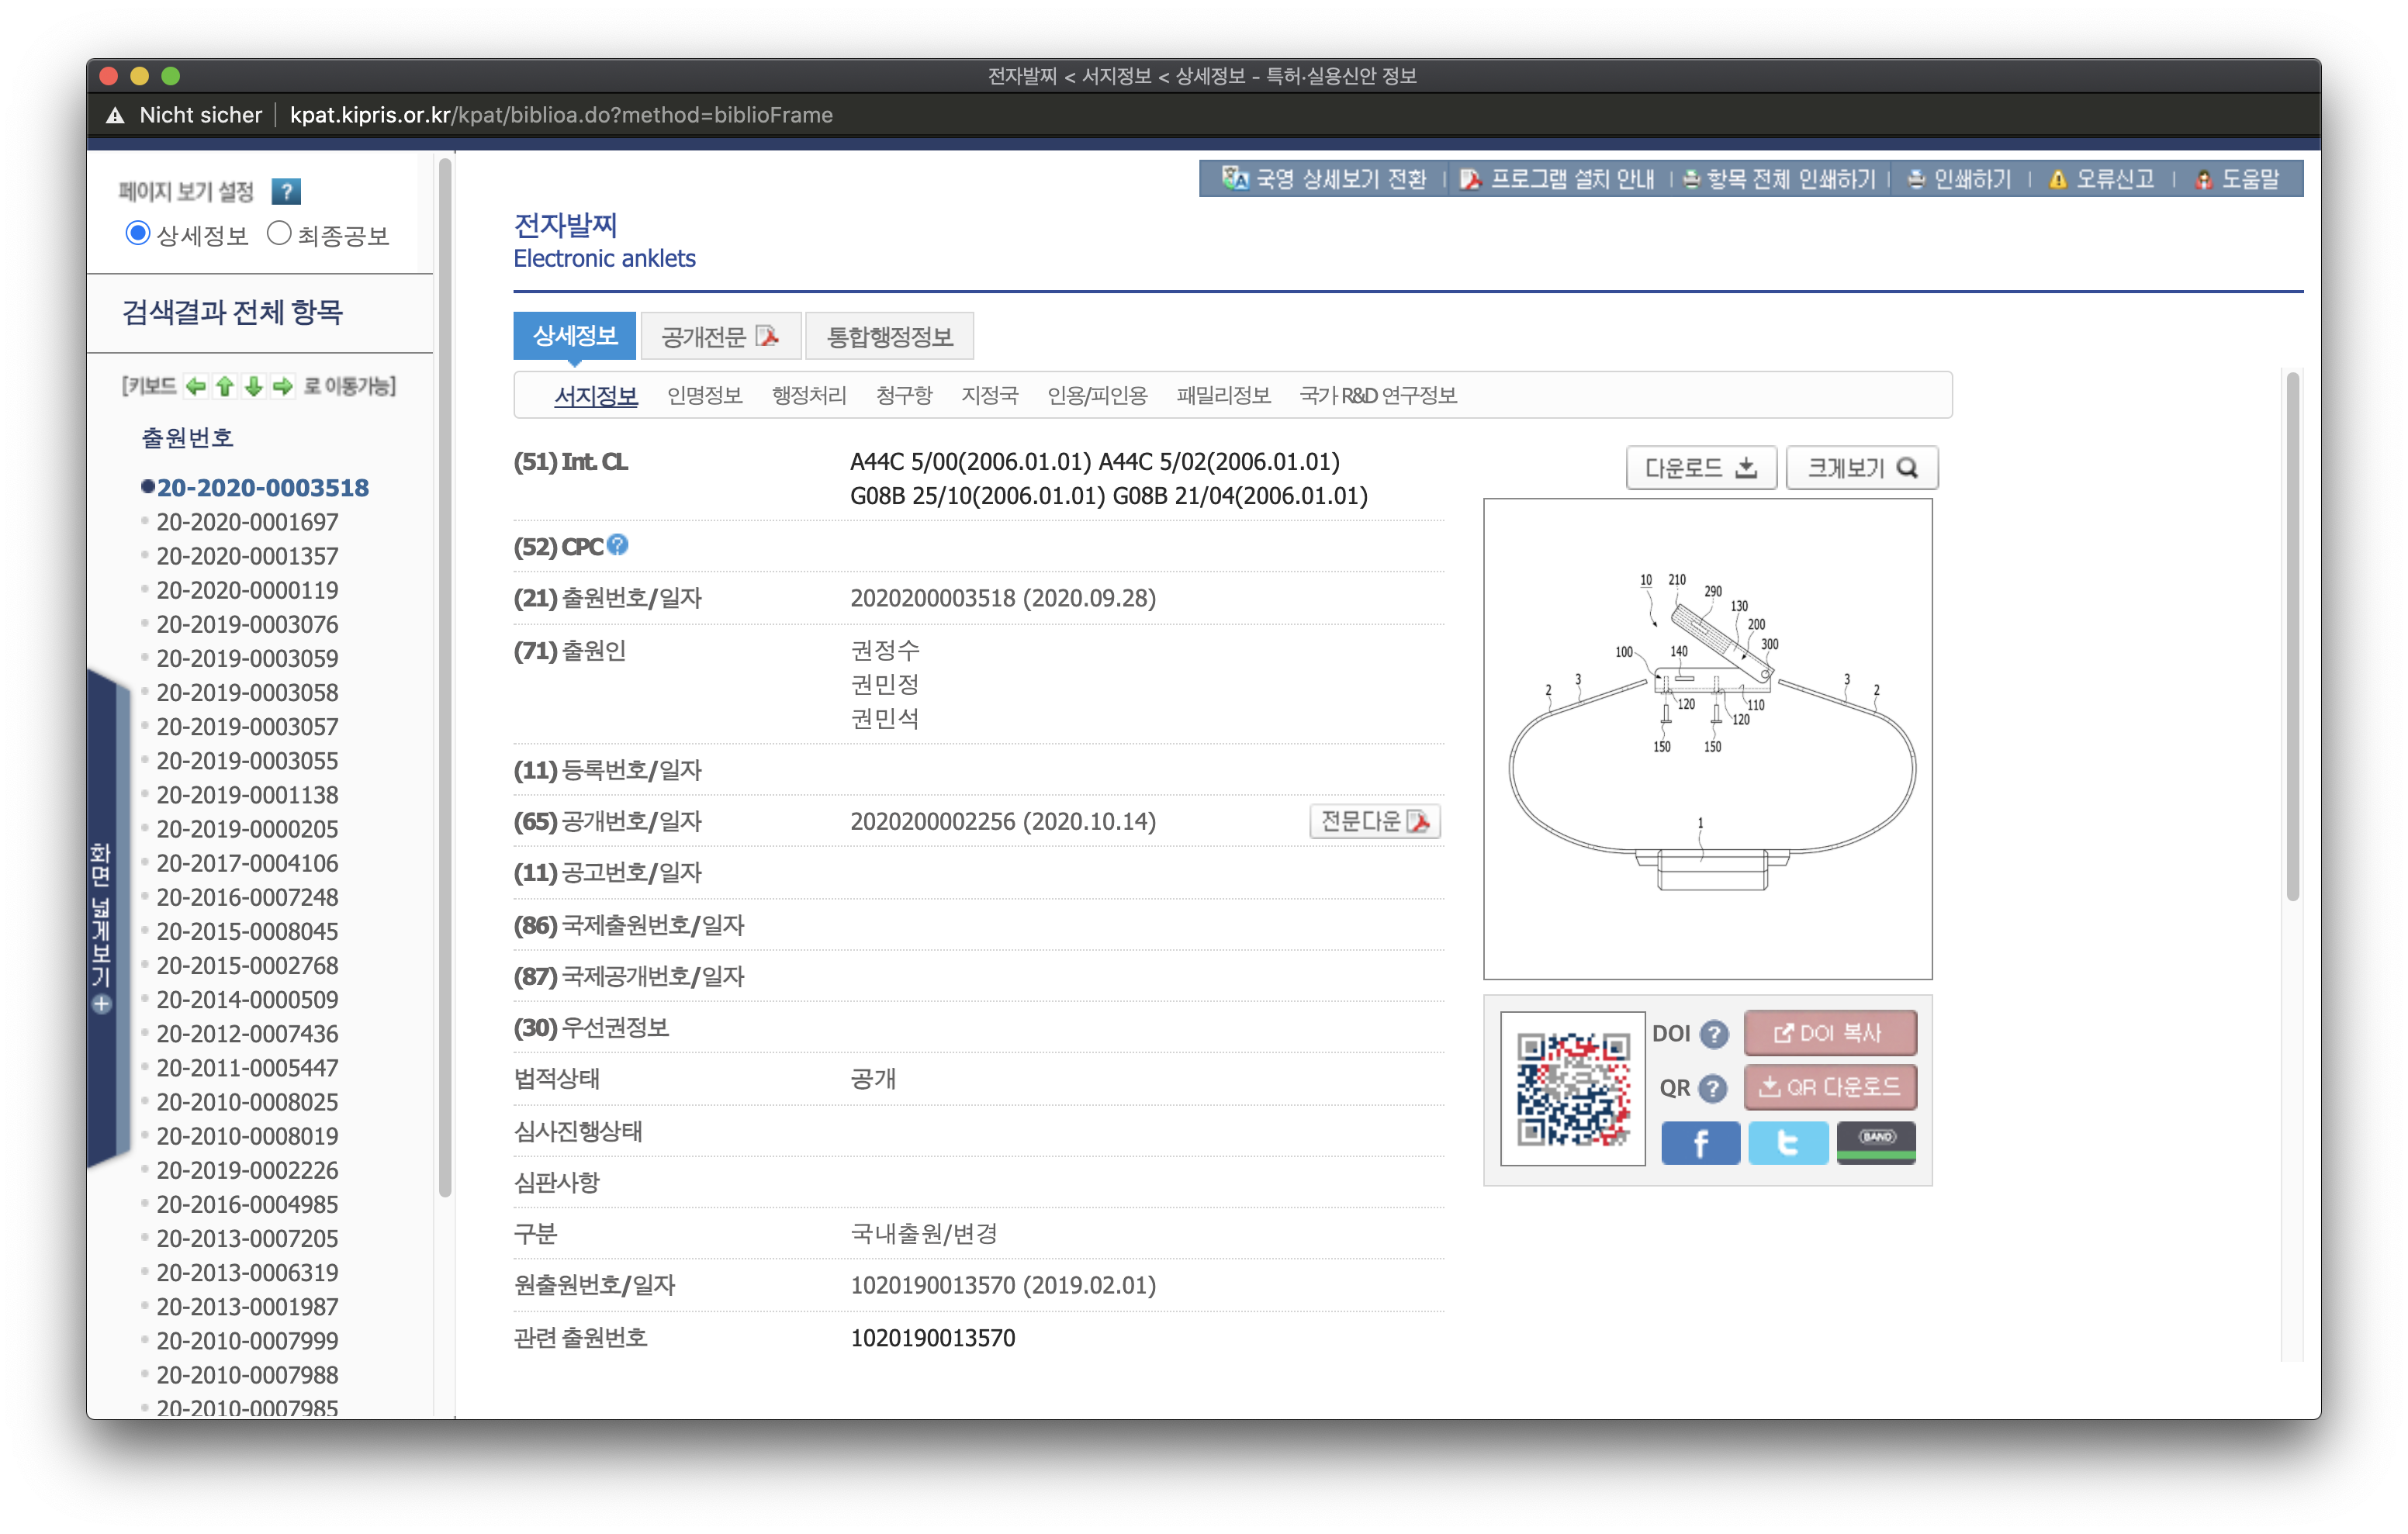 전자발찌 < 서지정보 < 상세정보 - 특허·실용신안 정보
Nicht sicher kpat.kipris.or.kr/kpat/biblioa.do?method=biblioFrame
국영 상세보기 전환 | 프로그램 설치 안내 | 항목 전체 인쇄하기 | 인쇄하기 | 오류신고 | 도움말
페이지 보기 설정 ?
상세정보 최종공보
검색결과 전체 항목
[키보드 로 이동가능]
출원번호
20-2020-0003518
20-2020-0001697
20-2020-0001357
20-2020-0000119
20-2019-0003076
20-2019-0003059
20-2019-0003058
20-2019-0003057
20-2019-0003055
20-2019-0001138
20-2019-0000205
20-2017-0004106
20-2016-0007248
20-2015-0008045
20-2015-0002768
20-2014-0000509
20-2012-0007436
20-2011-0005447
20-2010-0008025
20-2010-0008019
20-2019-0002226
20-2016-0004985
20-2013-0007205
20-2013-0006319
20-2013-0001987
20-2010-0007999
20-2010-0007988
20-2010-0007985
화면 넓게보기
전자발찌
Electronic anklets
상세정보 공개전문 통합행정정보
서지정보 인명정보 행정처리 청구항 지정국 인용/피인용 패밀리정보 국가 R&D 연구정보
(51) Int. CL A44C 5/00(2006.01.01) A44C 5/02(2006.01.01)
G08B 25/10(2006.01.01) G08B 21/04(2006.01.01)
(52) CPC ?
(21) 출원번호/일자 2020200003518 (2020.09.28)
(71) 출원인 권정수
권민정
권민석
(11) 등록번호/일자
(65) 공개번호/일자 2020200002256 (2020.10.14) 전문다운
(11) 공고번호/일자
(86) 국제출원번호/일자
(87) 국제공개번호/일자
(30) 우선권정보
법적상태 공개
심사진행상태
심판사항
구분 국내출원/변경
원출원번호/일자 1020190013570 (2019.02.01)
관련 출원번호 1020190013570
다운로드 크게보기
10 210
290
130
200
300
100 140
2 3 3 2
120 110
120
150 150
1
DOI ? DOI 복사
QR ? QR 다운로드
f t BAND